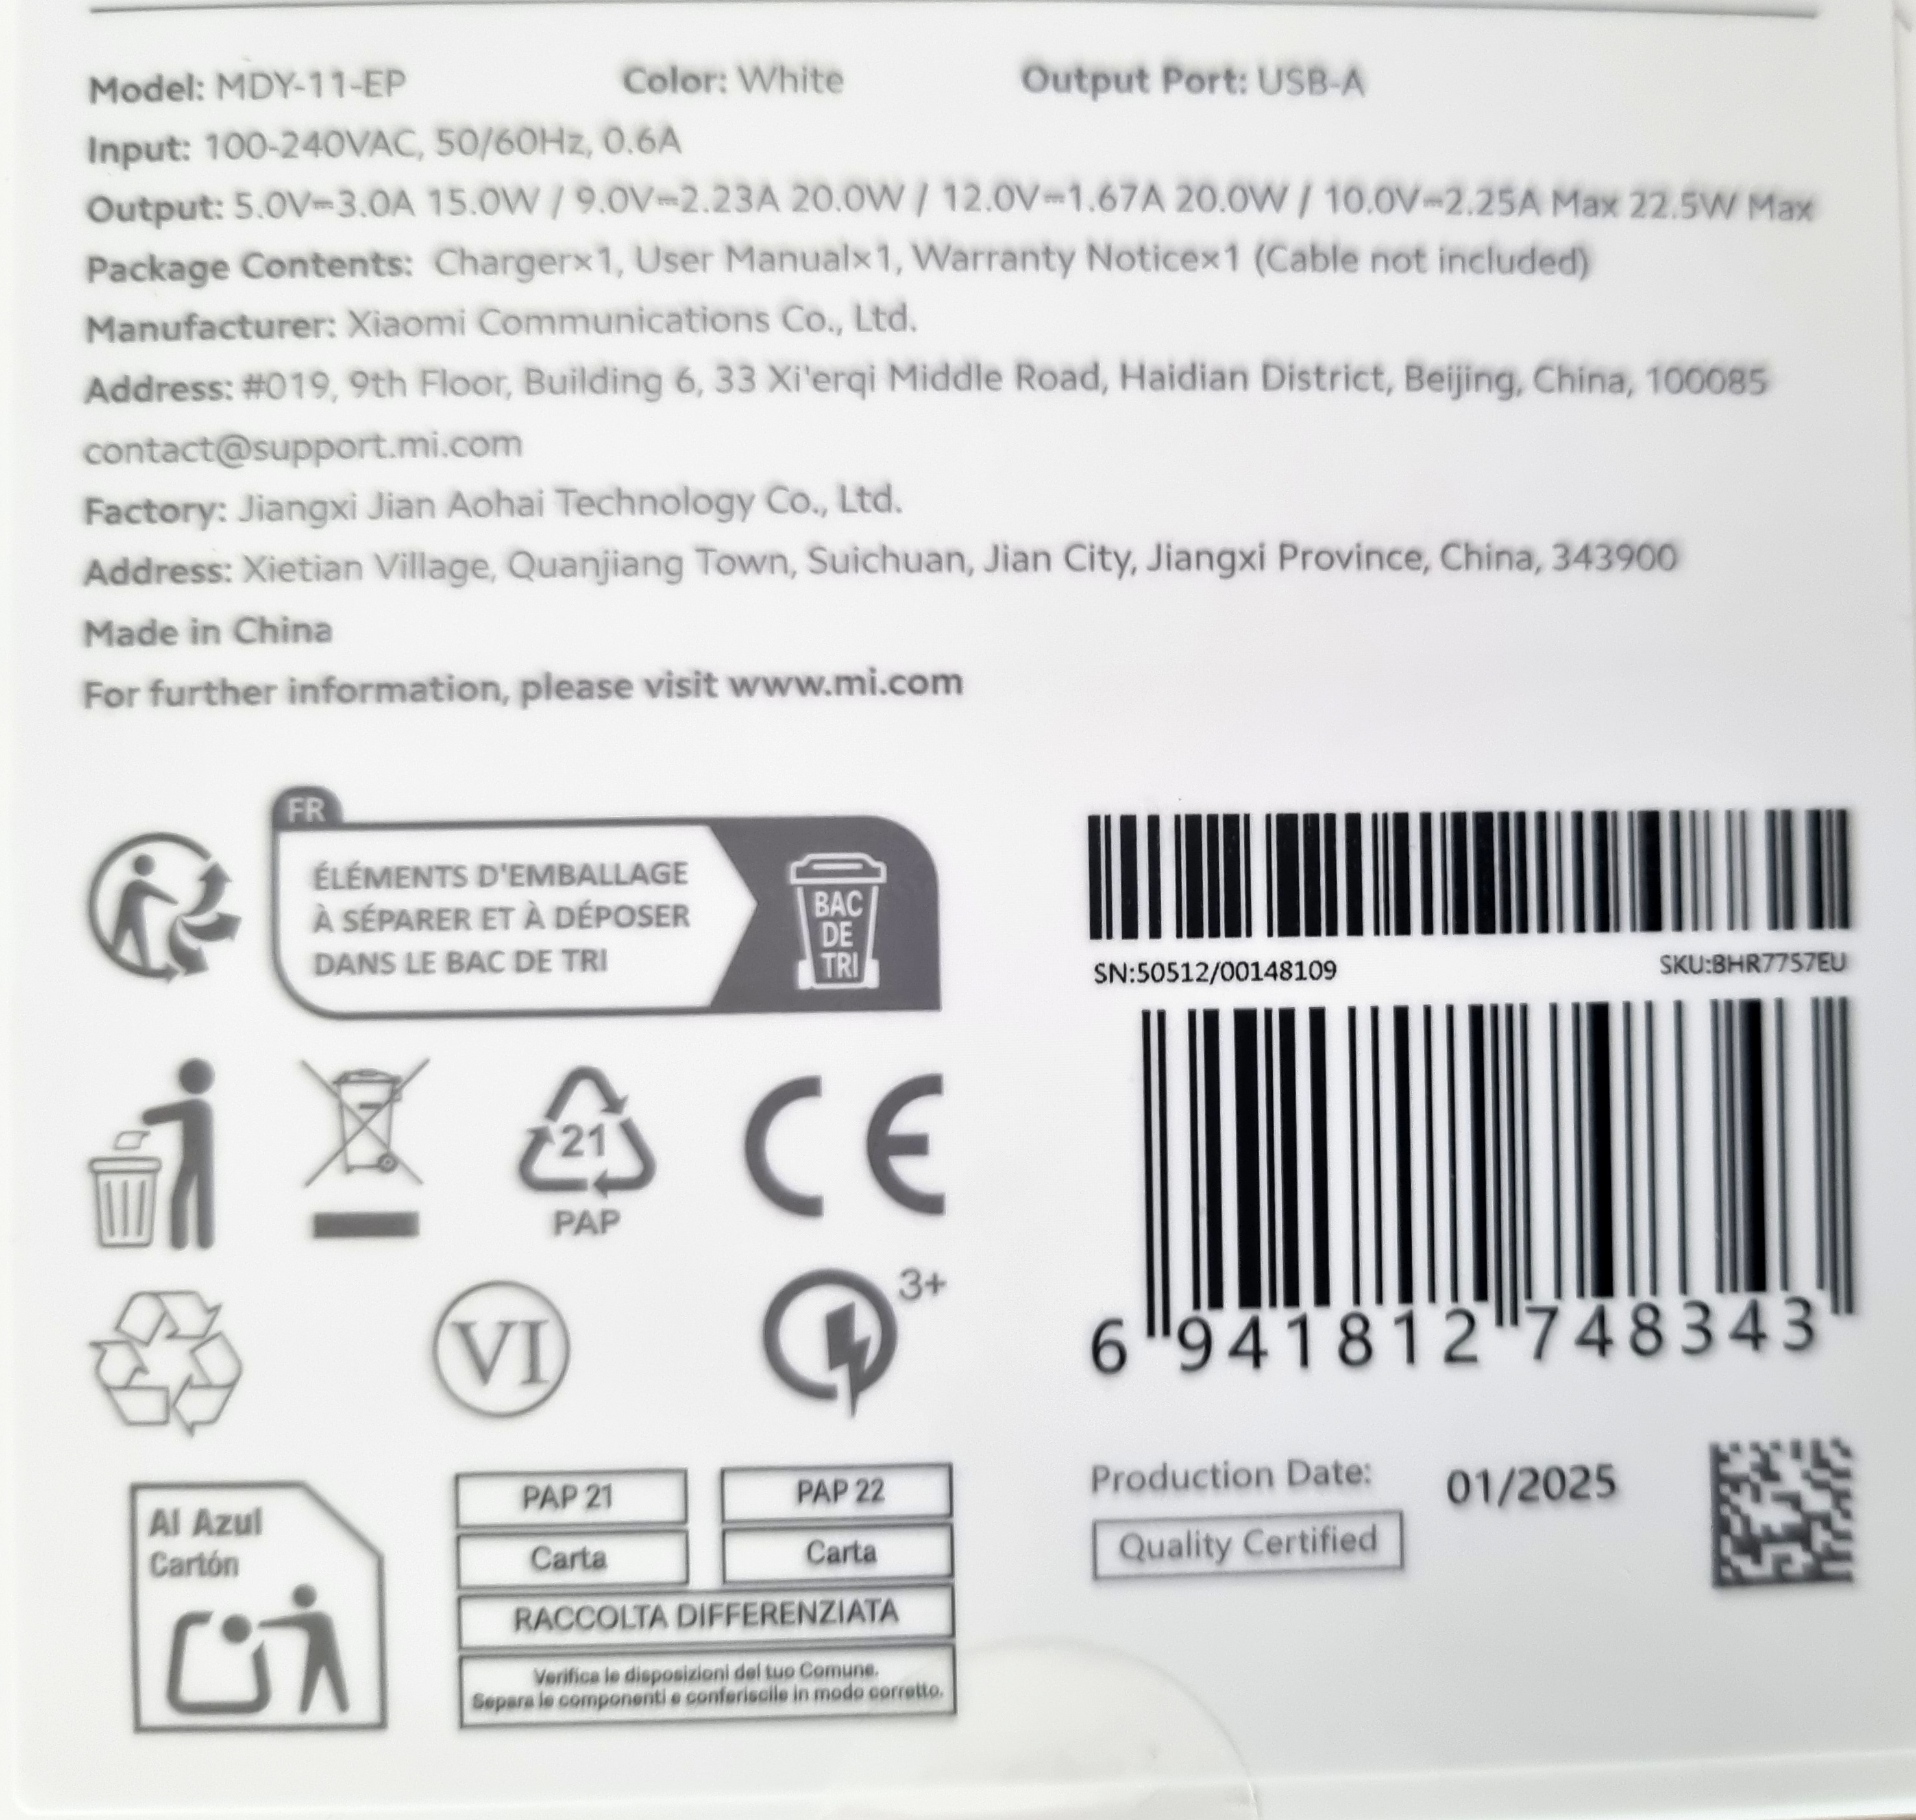 Model: MDY-11-EP Color: White Output Port: USB-A
Input: 100-240VAC, 50/60Hz, 0.6A
Output: 5.0V⎓3.0A 15.0W / 9.0V⎓2.23A 20.0W / 12.0V⎓1.67A 20.0W / 10.0V⎓2.25A Max 22.5W Max
Package Contents: Charger×1, User Manual×1, Warranty Notice×1 (Cable not included)
Manufacturer: Xiaomi Communications Co., Ltd.
Address: #019, 9th Floor, Building 6, 33 Xi'erqi Middle Road, Haidian District, Beijing, China, 100085
contact@support.mi.com
Factory: Jiangxi Jian Aohai Technology Co., Ltd.
Address: Xietian Village, Quanjiang Town, Suichuan, Jian City, Jiangxi Province, China, 343900
Made in China
For further information, please visit www.mi.com
FR
ÉLÉMENTS D'EMBALLAGE
À SÉPARER ET À DÉPOSER
DANS LE BAC DE TRI
BAC
DE
TRI
21
PAP
CE
VI
3+
Al Azul
Cartón
PAP 21 PAP 22
Carta Carta
RACCOLTA DIFFERENZIATA
Verifica le disposizioni del tuo Comune.
Separa le componenti e conferiscile in modo corretto.
SN:50512/00148109 SKU:BHR7757EU
6 941812 748343
Production Date: 01/2025
Quality Certified